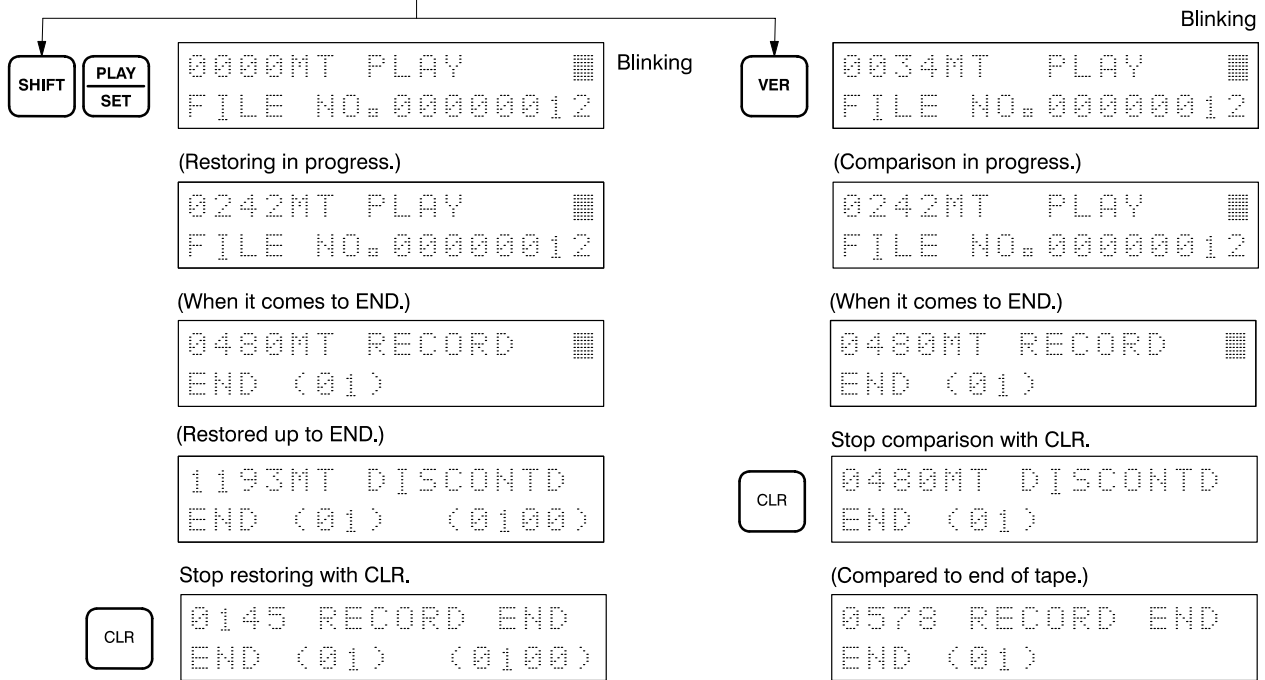 SHIFT
PLAY
SET
0000MT PLAY
FILE NO.00000012
Blinking
(Restoring in progress.)
0242MT PLAY
FILE NO.00000012
(When it comes to END.)
0480MT RECORD
END (01)
(Restored up to END.)
1193MT DISCONTD
END (01) (0100)
Stop restoring with CLR.
CLR
0145 RECORD END
END (01) (0100)
Blinking
VER
0034MT PLAY
FILE NO.00000012
(Comparison in progress.)
0242MT PLAY
FILE NO.00000012
(When it comes to END.)
0480MT RECORD
END (01)
Stop comparison with CLR.
CLR
0480MT DISCONTD
END (01)
(Compared to end of tape.)
0578 RECORD END
END (01)